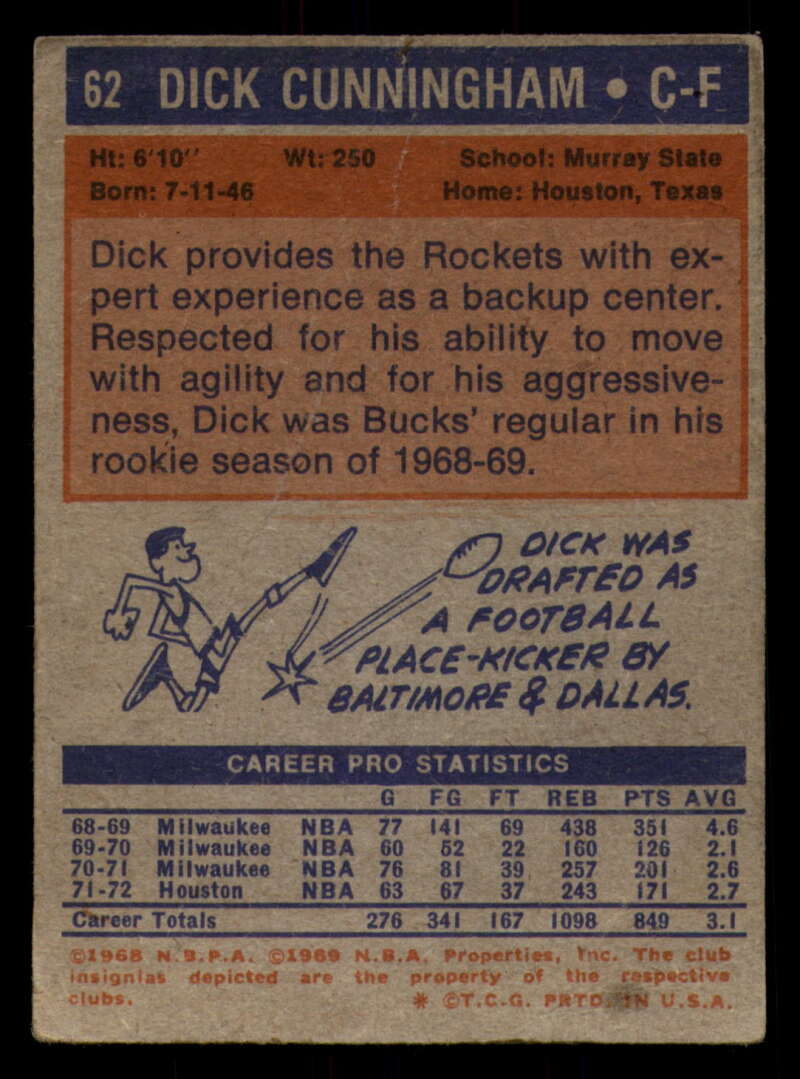 62 DICK CUNNINGHAM • C-F
Ht: 6'10'' Wt: 250 School: Murray State
Born: 7-11-46 Home: Houston, Texas
Dick provides the Rockets with ex-
pert experience as a backup center.
Respected for his ability to move
with agility and for his aggressive-
ness, Dick was Bucks' regular in his
rookie season of 1968-69.
DICK WAS
DRAFTED AS
A FOOTBALL
PLACE-KICKER BY
BALTIMORE & DALLAS.
CAREER PRO STATISTICS
G FG FT REB PTS AVG
68-69 Milwaukee NBA 77 141 69 438 351 4.6
69-70 Milwaukee NBA 60 52 22 160 126 2.1
70-71 Milwaukee NBA 76 81 39 257 201 2.6
71-72 Houston NBA 63 67 37 243 171 2.7
Career Totals 276 341 167 1098 849 3.1
©1968 N.B.P.A. ©1969 N.B.A. Properties, Inc. The club
insignias depicted are the property of the respective
clubs. * ©T.C.G. PRTD. IN U.S.A.